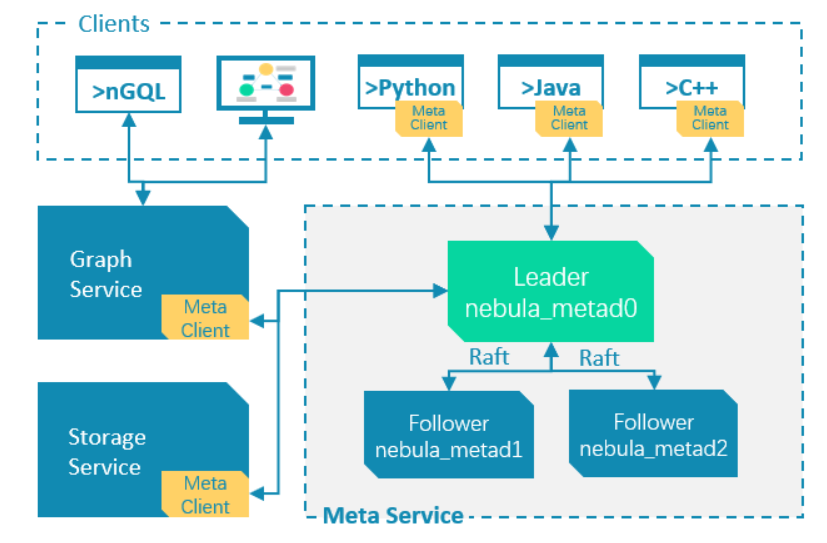 Clients
>nGQL
>Python
Meta
Client
>Java
Meta
Client
>C++
Meta
Client
Graph
Service
Meta
Client
Leader
nebula_metad0
Raft
Raft
Follower
nebula_metad1
Follower
nebula_metad2
Storage
Service
Meta
Client
Meta Service